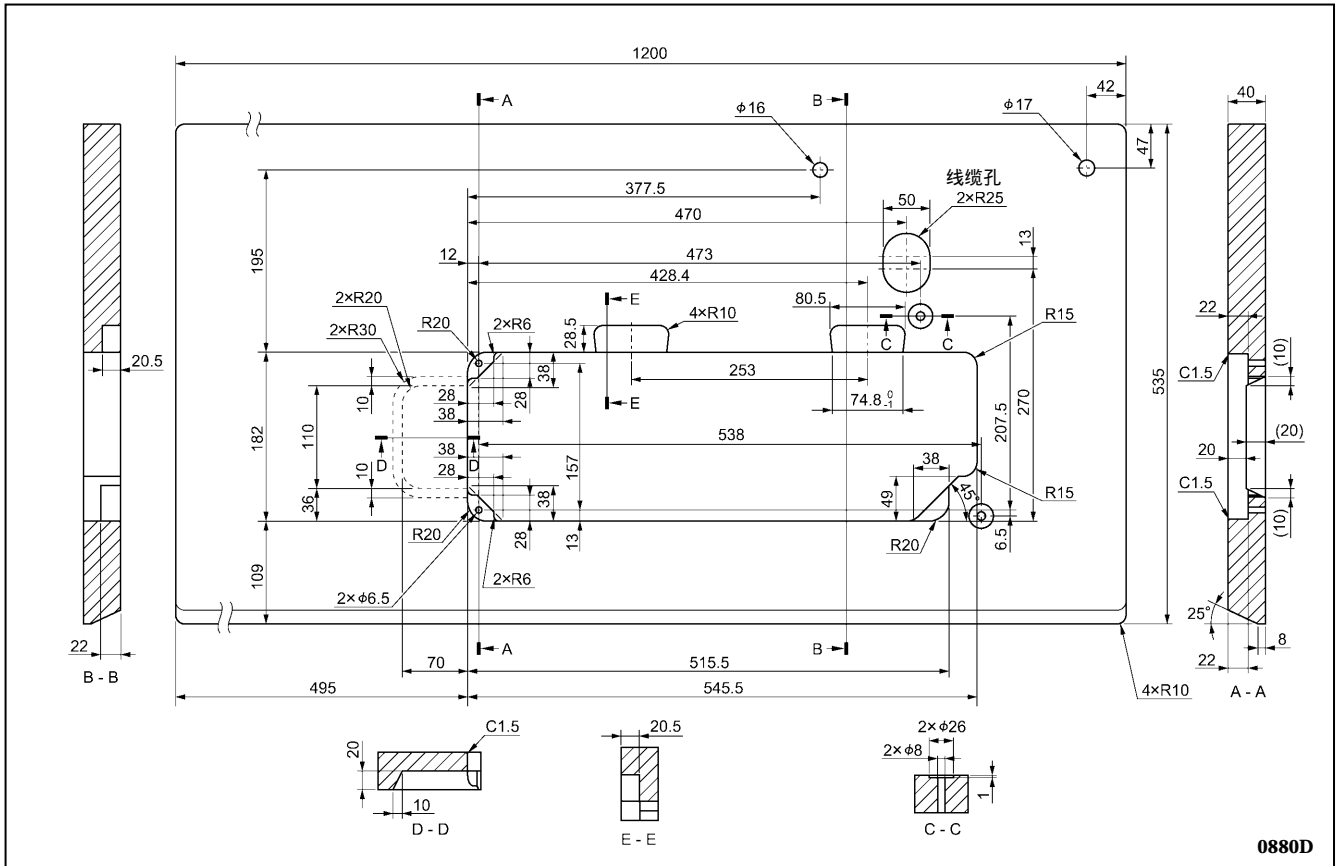 1200
A
B
42
40
φ16
φ17
47
线缆孔
2×R25
377.5
50
470
13
195
12
473
428.4
22
2×R20
E
80.5
2×R30
R20
2×R6
28.5
4×R10
C
C
R15
(10)
20.5
38
C1.5
535
10
28
28
253
270
207.5
38
74.8 0 -1
182
110
D
D
538
(20)
38
157
38
20
28
10
49
45°
C1.5
36
38
R15
R20
28
13
R20
6.5
(10)
2×R6
E
109
2×φ6.5
25°
22
A
B
8
B - B
70
515.5
22
495
545.5
4×R10
A - A
C1.5
20.5
2×φ26
20
2×φ8
10
1
D - D
E - E
C - C
0880D